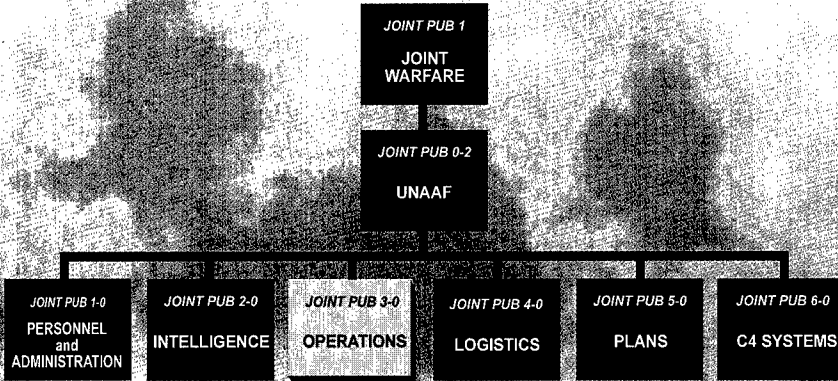 JOINT PUB 1
JOINT
WARFARE
JOINT PUB 0-2
UNAAF
JOINT PUB 1-0
PERSONNEL
and
ADMINISTRATION
JOINT PUB 2-0
INTELLIGENCE
JOINT PUB 3-0
OPERATIONS
JOINT PUB 4-0
LOGISTICS
JOINT PUB 5-0
PLANS
JOINT PUB 6-0
C4 SYSTEMS